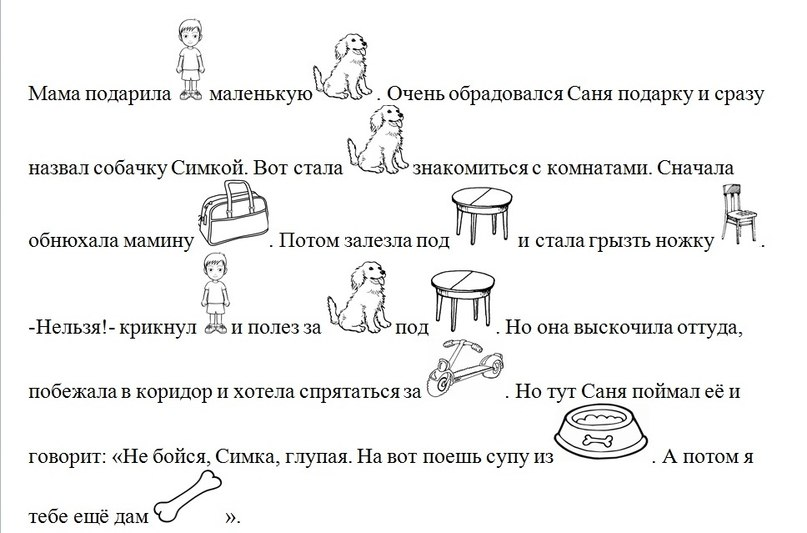 Мама подарила маленькую . Очень обрадовался Саня подарку и сразу
назвал собачку Симкой. Вот стала знакомиться с комнатами. Сначала
обнюхала мамину . Потом залезла под и стала грызть ножку .
-Нельзя!- крикнул и полез за под . Но она выскочила оттуда,
побежала в коридор и хотела спрятаться за . Но тут Саня поймал её и
говорит: «Не бойся, Симка, глупая. На вот поешь супу из . А потом я
тебе ещё дам ».